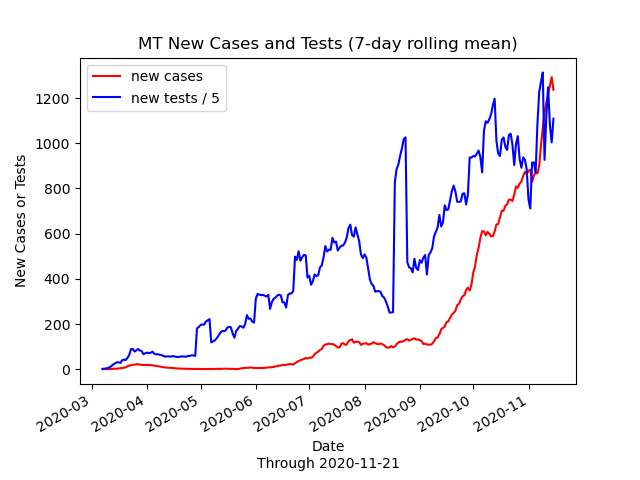 MT New Cases and Tests (7-day rolling mean)
new cases
new tests / 5
New Cases or Tests
1200
1000
800
600
400
200
0
2020-03
2020-04
2020-05
2020-06
2020-07
2020-08
2020-09
2020-10
2020-11
Date
Through 2020-11-21